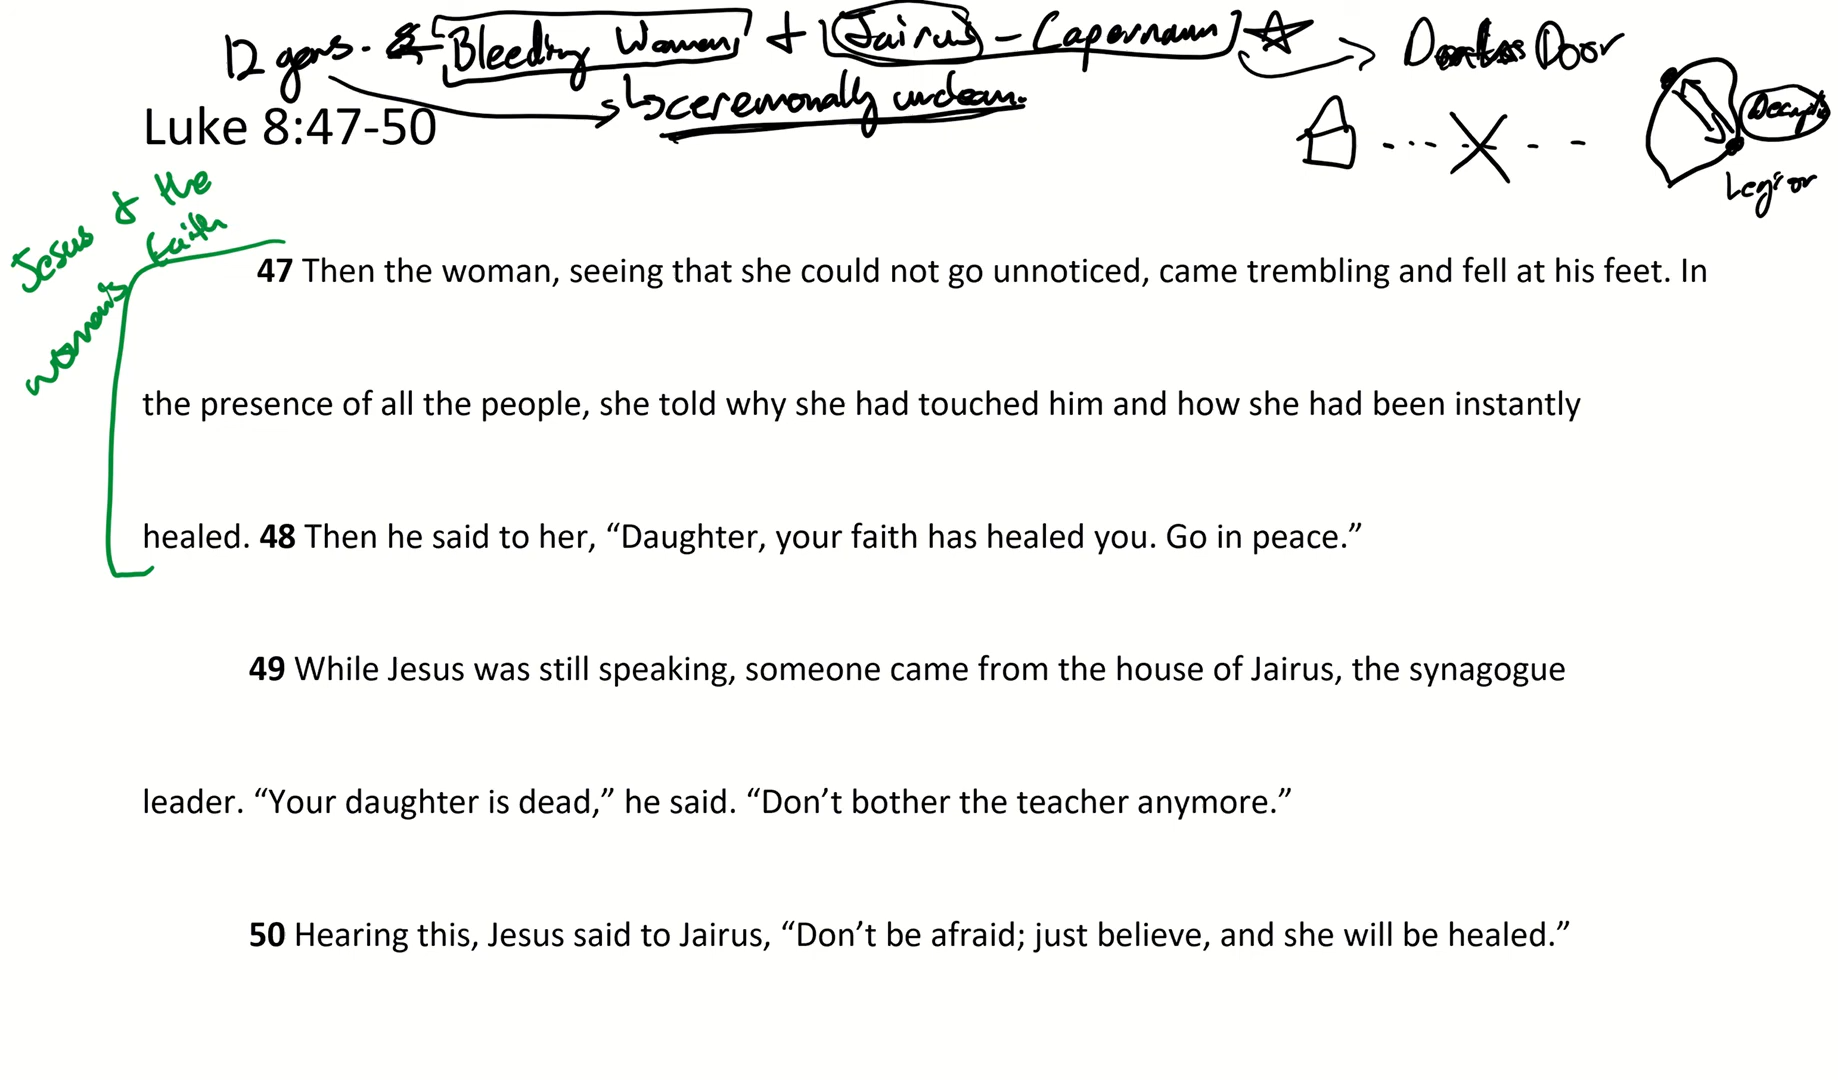 12 years. Bleeding Woman + Jairus - Capernaum Door
ceremonally unclean.
Luke 8:47-50
Decapolis
Legion
Jesus & the
woman's faith
47 Then the woman, seeing that she could not go unnoticed, came trembling and fell at his feet. In
the presence of all the people, she told why she had touched him and how she had been instantly
healed. 48 Then he said to her, “Daughter, your faith has healed you. Go in peace.”
49 While Jesus was still speaking, someone came from the house of Jairus, the synagogue
leader. “Your daughter is dead,” he said. “Don’t bother the teacher anymore.”
50 Hearing this, Jesus said to Jairus, “Don’t be afraid; just believe, and she will be healed.”